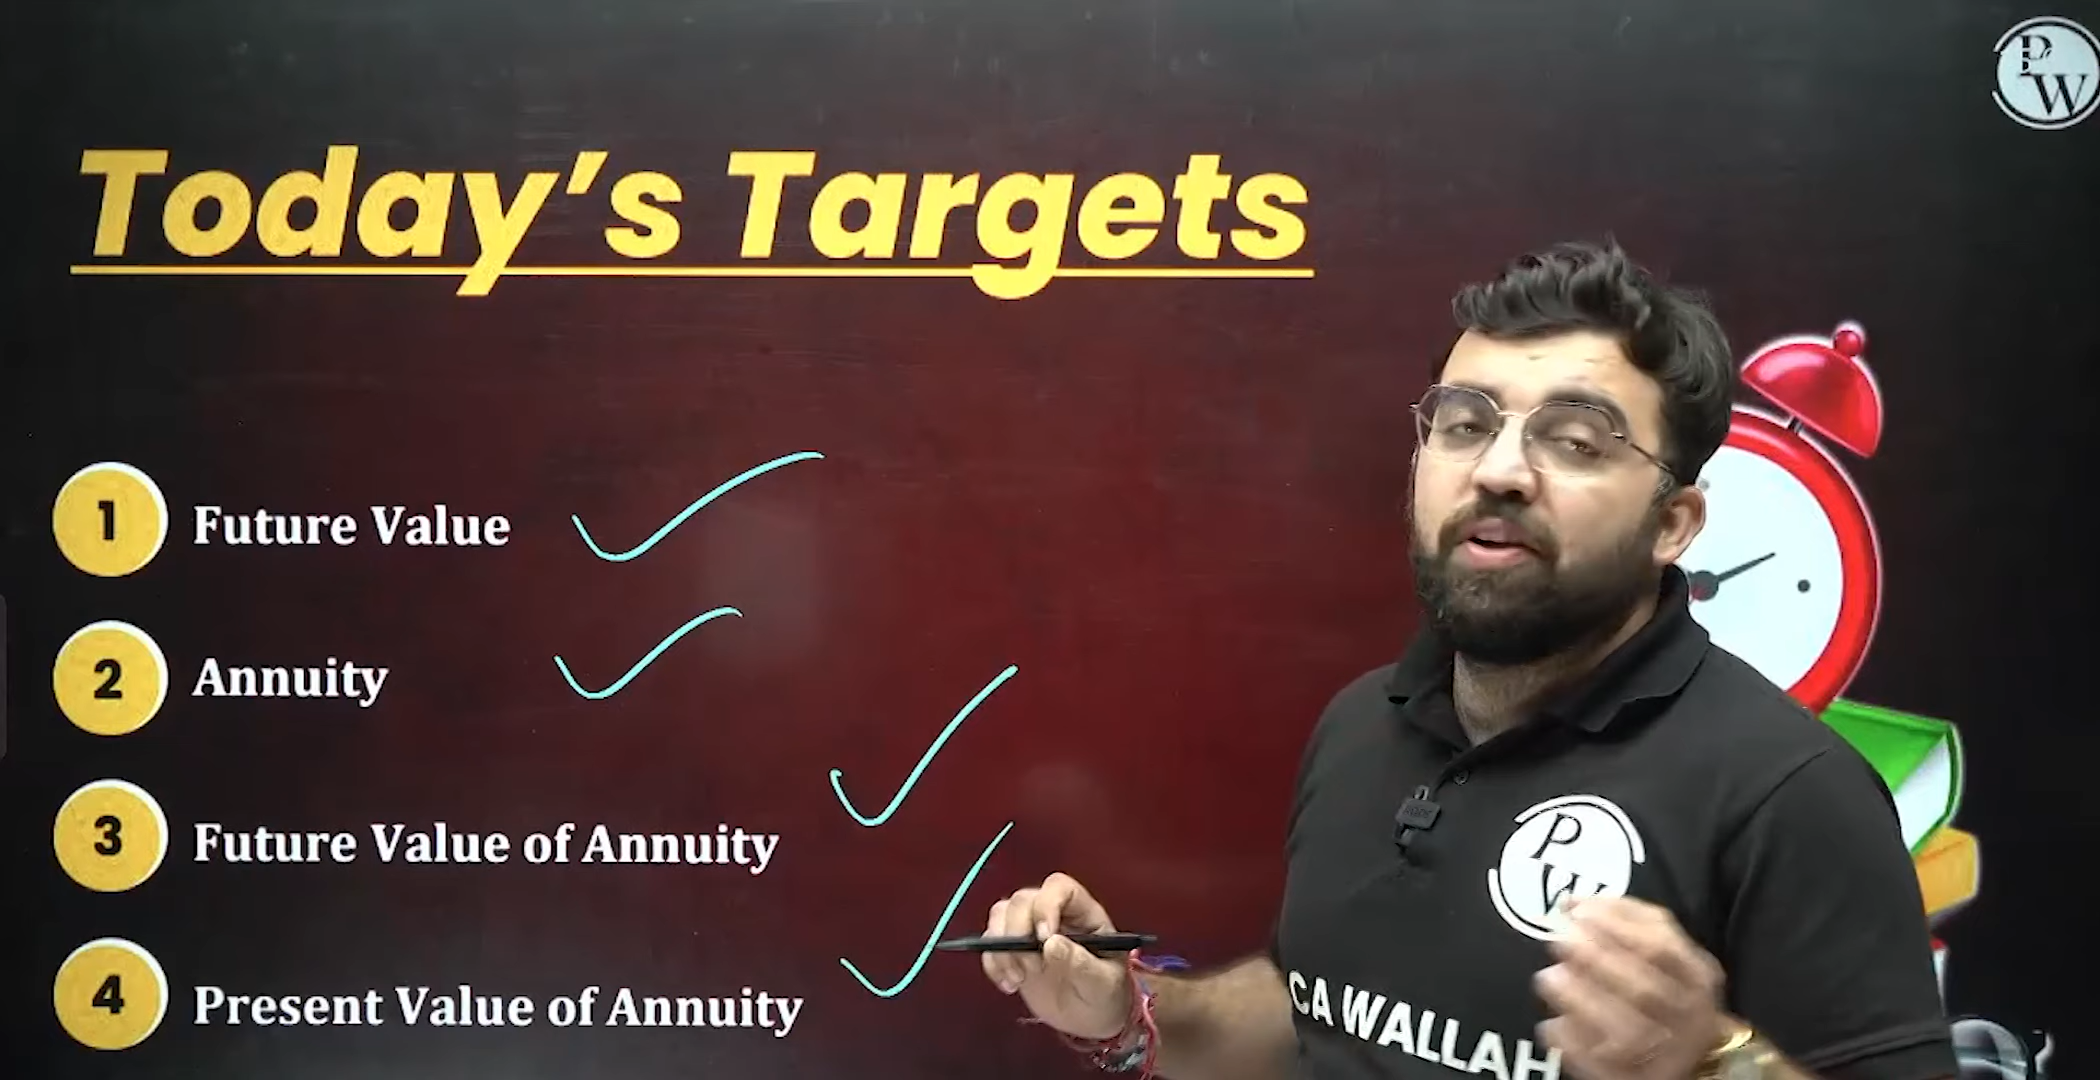 PW
Today's Targets
1 Future Value
2 Annuity
3 Future Value of Annuity
4 Present Value of Annuity
PW
CA WALLAH